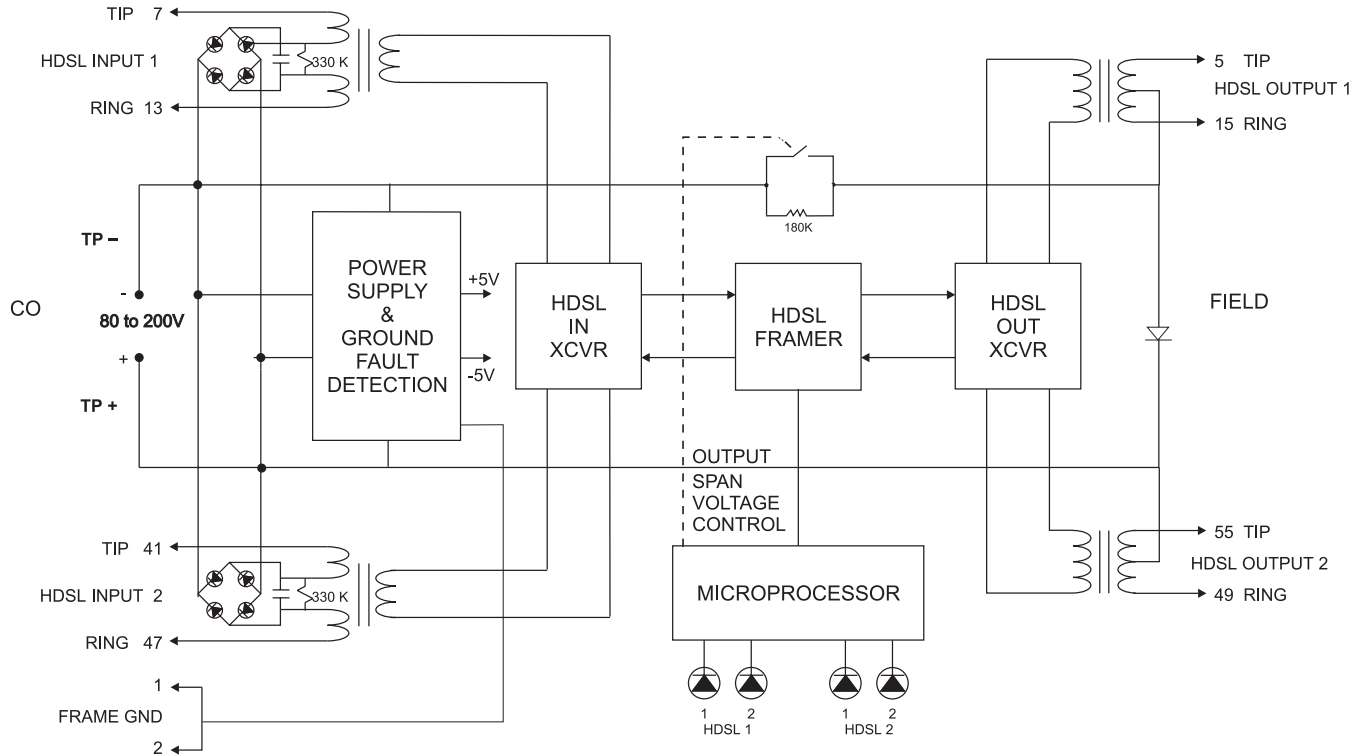 TIP 7
HDSL INPUT 1
330 K
RING 13
5 TIP
HDSL OUTPUT 1
15 RING
180K
TP –
CO
-
80 to 200V
+
TP +
POWER
SUPPLY
&
GROUND
FAULT
DETECTION
+5V
-5V
HDSL
IN
XCVR
HDSL
FRAMER
HDSL
OUT
XCVR
FIELD
OUTPUT
SPAN
VOLTAGE
CONTROL
TIP 41
HDSL INPUT 2
330 K
RING 47
55 TIP
HDSL OUTPUT 2
49 RING
MICROPROCESSOR
1 2 1 2
HDSL 1 HDSL 2
1
FRAME GND
2